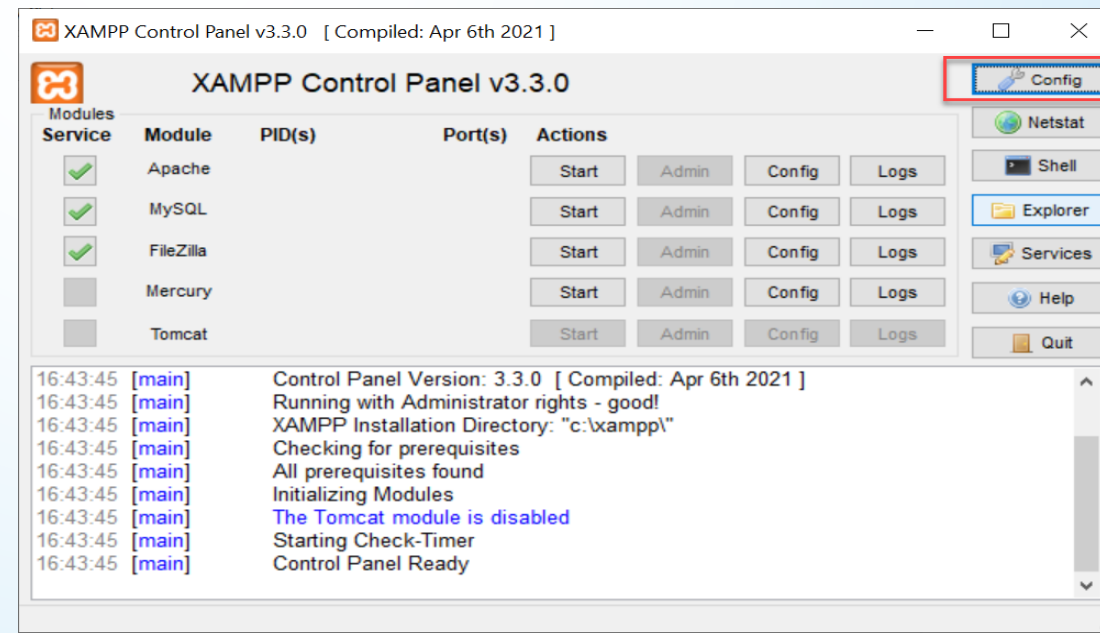 XAMPP Control Panel v3.3.0 [ Compiled: Apr 6th 2021 ]
XAMPP Control Panel v3.3.0
Config
Modules
Service Module PID(s) Port(s) Actions
Netstat
Apache Start Admin Config Logs
Shell
MySQL Start Admin Config Logs
Explorer
FileZilla Start Admin Config Logs
Services
Mercury Start Admin Config Logs
Help
Tomcat Start Admin Config Logs
Quit
16:43:45 [main] Control Panel Version: 3.3.0 [ Compiled: Apr 6th 2021 ]
16:43:45 [main] Running with Administrator rights - good!
16:43:45 [main] XAMPP Installation Directory: "c:\xampp\"
16:43:45 [main] Checking for prerequisites
16:43:45 [main] All prerequisites found
16:43:45 [main] Initializing Modules
16:43:45 [main] The Tomcat module is disabled
16:43:45 [main] Starting Check-Timer
16:43:45 [main] Control Panel Ready